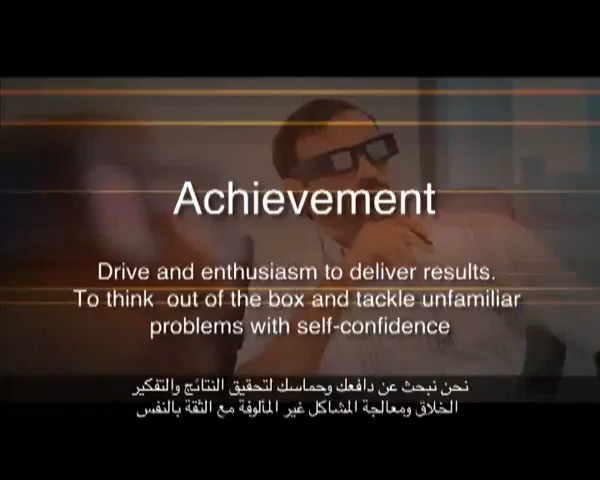 Achievement
Drive and enthusiasm to deliver results.
To think out of the box and tackle unfamiliar
problems with self-confidence
نحن نبحث عن دافعك وحماسك لتحقيق النتائج والتفكير
الخلاق ومعالجة المشاكل غير المألوفة مع الثقة بالنفس